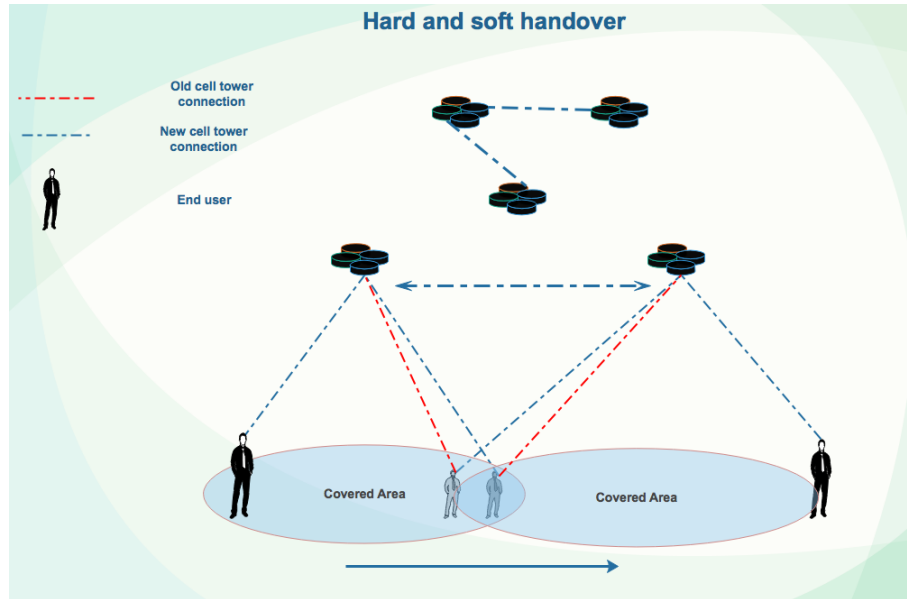 Hard and soft handover
Old cell tower
connection
New cell tower
connection
End user
Covered Area
Covered Area